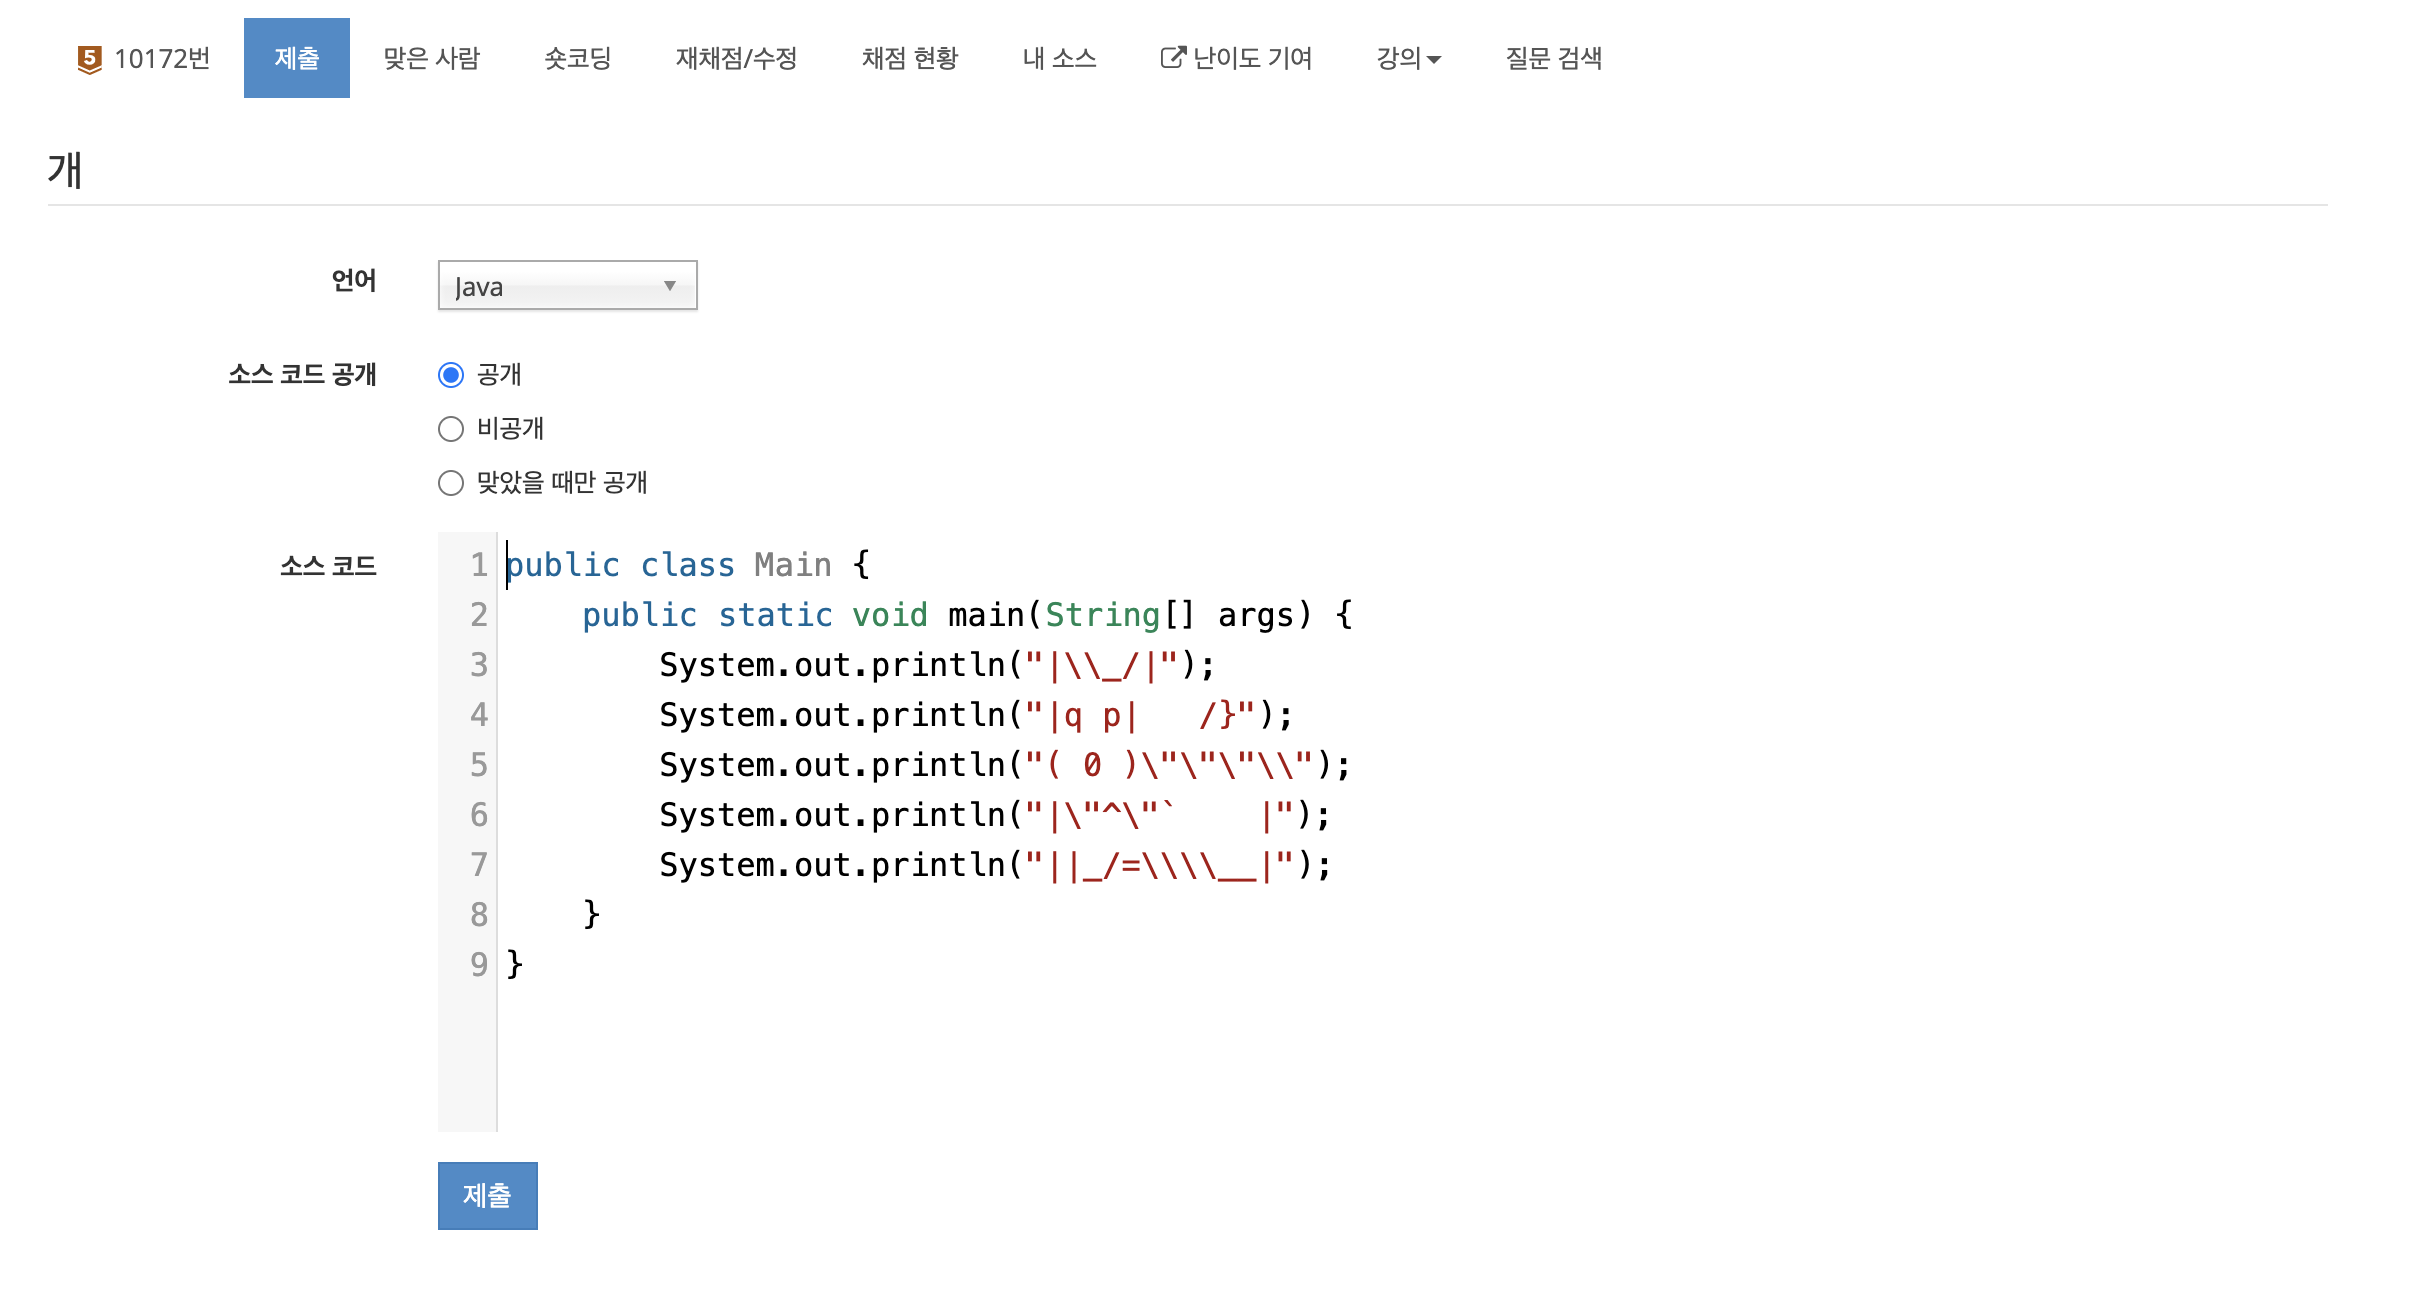 5 10172번 제출 맞은 사람 숏코딩 재채점/수정 채점 현황 내 소스 난이도 기여 강의 질문 검색
개
언어 Java
소스 코드 공개 공개
비공개
맞았을 때만 공개
소스 코드
1 public class Main {
2     public static void main(String[] args) {
3         System.out.println("|\\_/|");
4         System.out.println("|q p|   /}");
5         System.out.println("( 0 )\"\"\"\\");
6         System.out.println("|\"^\"`    |");
7         System.out.println("||_/=\\\\__|");
8     }
9 }
제출